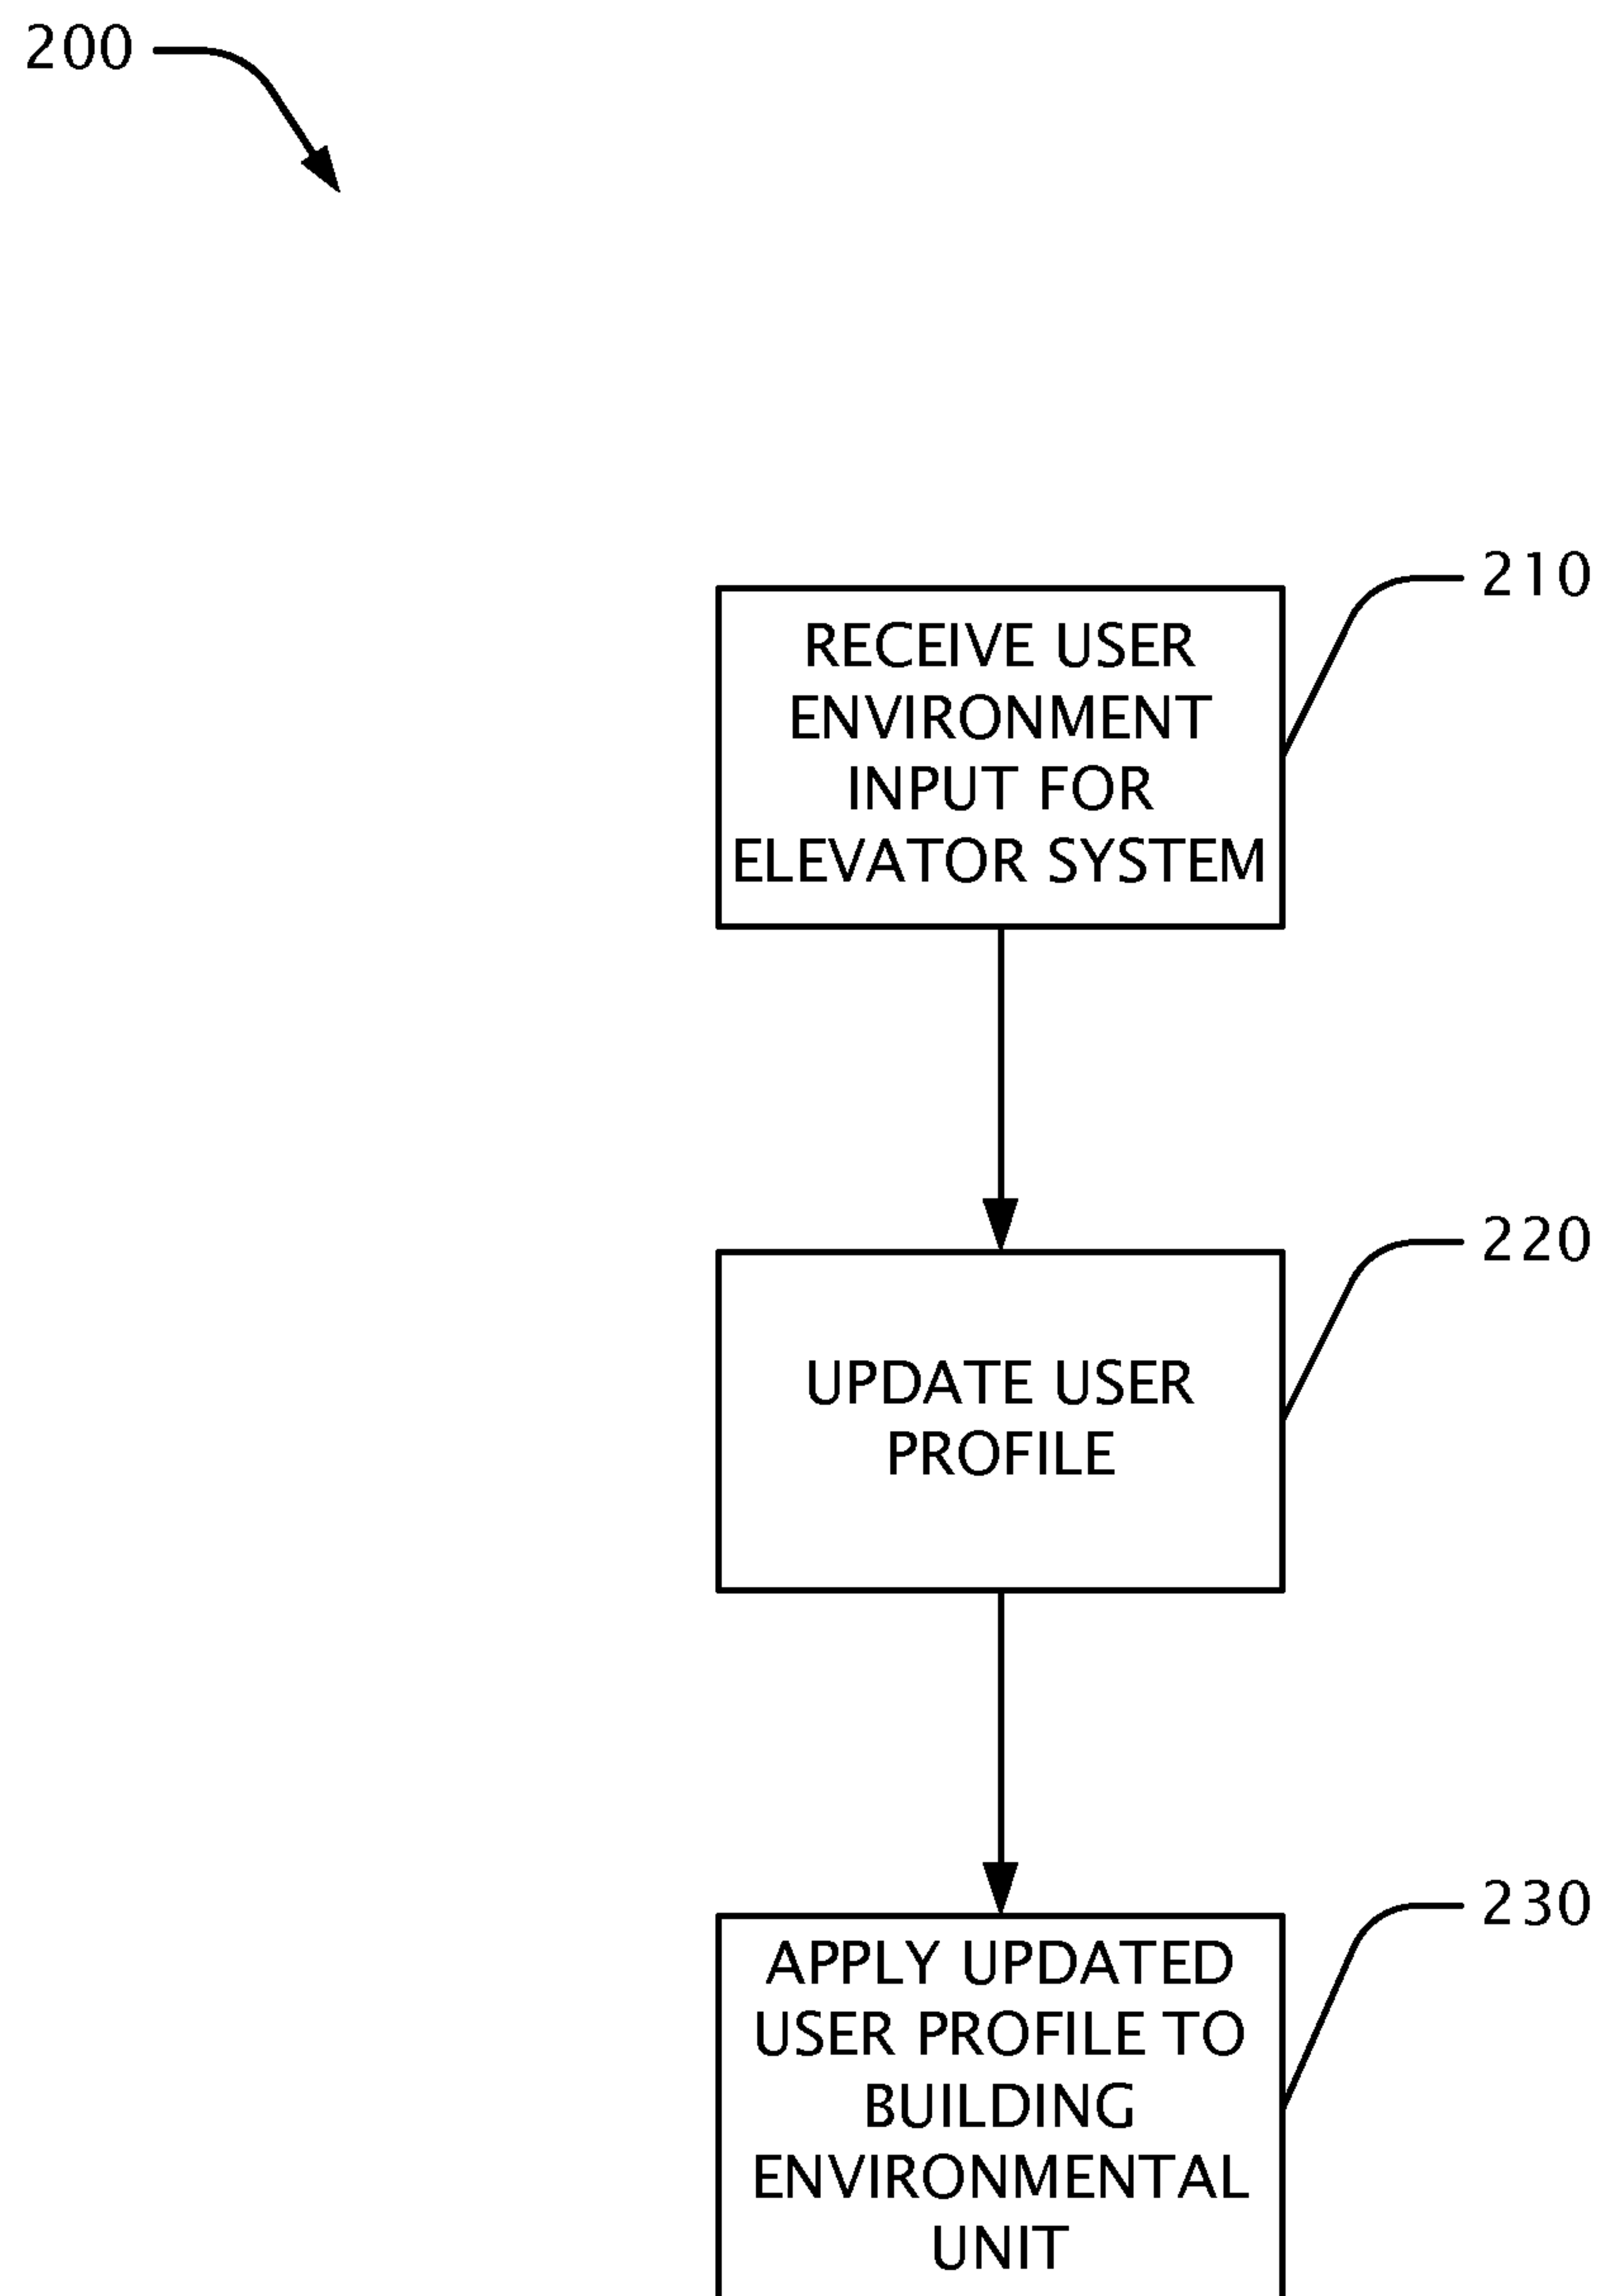 200
210
RECEIVE USER
ENVIRONMENT
INPUT FOR
ELEVATOR SYSTEM
220
UPDATE USER
PROFILE
230
APPLY UPDATED
USER PROFILE TO
BUILDING
ENVIRONMENTAL
UNIT